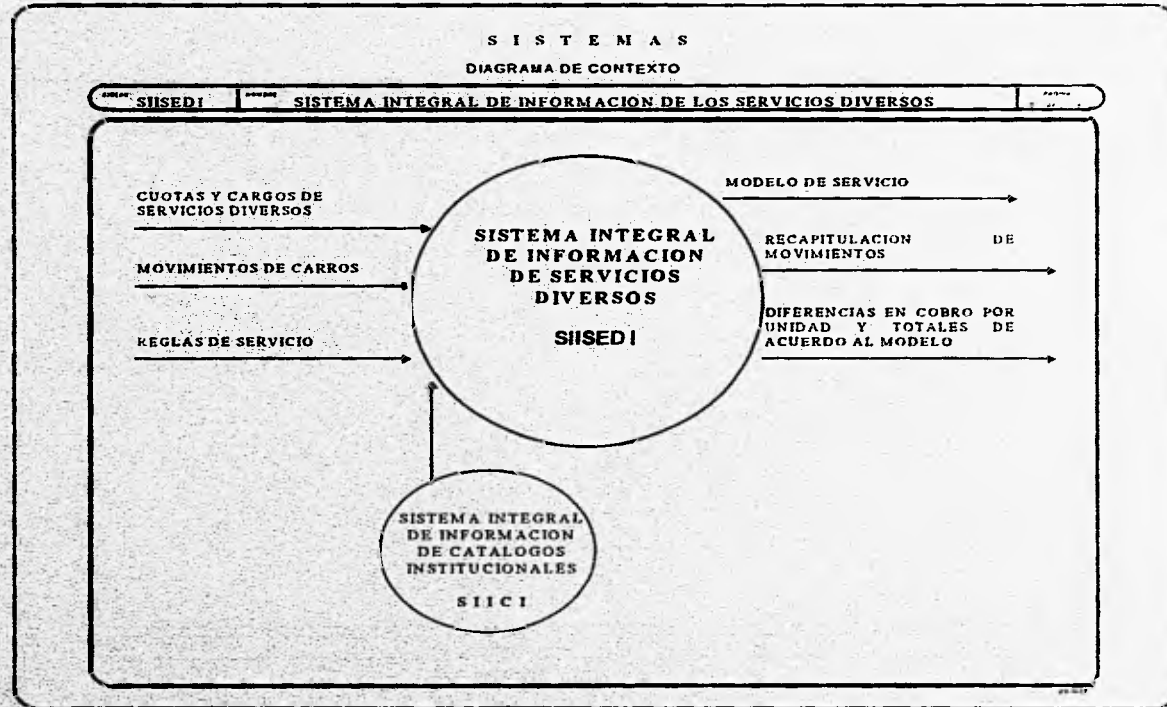 S I S T E M A S
DIAGRAMA DE CONTEXTO
SIISEDI
SISTEMA INTEGRAL DE INFORMACION DE LOS SERVICIOS DIVERSOS
CUOTAS Y CARGOS DE
SERVICIOS DIVERSOS
MOVIMIENTOS DE CARROS
REGLAS DE SERVICIO
SISTEMA INTEGRAL
DE INFORMACION
DE SERVICIOS
DIVERSOS
SIISEDI
MODELO DE SERVICIO
RECAPITULACION DE
MOVIMIENTOS
DIFERENCIAS EN COBRO POR
UNIDAD Y TOTALES DE
ACUERDO AL MODELO
SISTEMA INTEGRAL
DE INFORMACION
DE CATALOGOS
INSTITUCIONALES
S I I C I